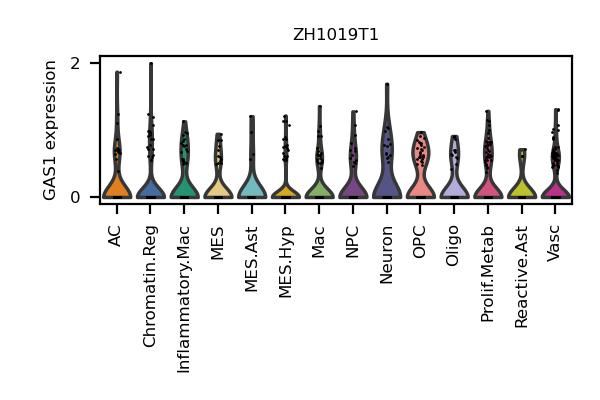 ZH1019T1
GAS1 expression
2
0
AC
Chromatin.Reg
Inflammatory.Mac
MES
MES.Ast
MES.Hyp
Mac
NPC
Neuron
OPC
Oligo
Prolif.Metab
Reactive.Ast
Vasc